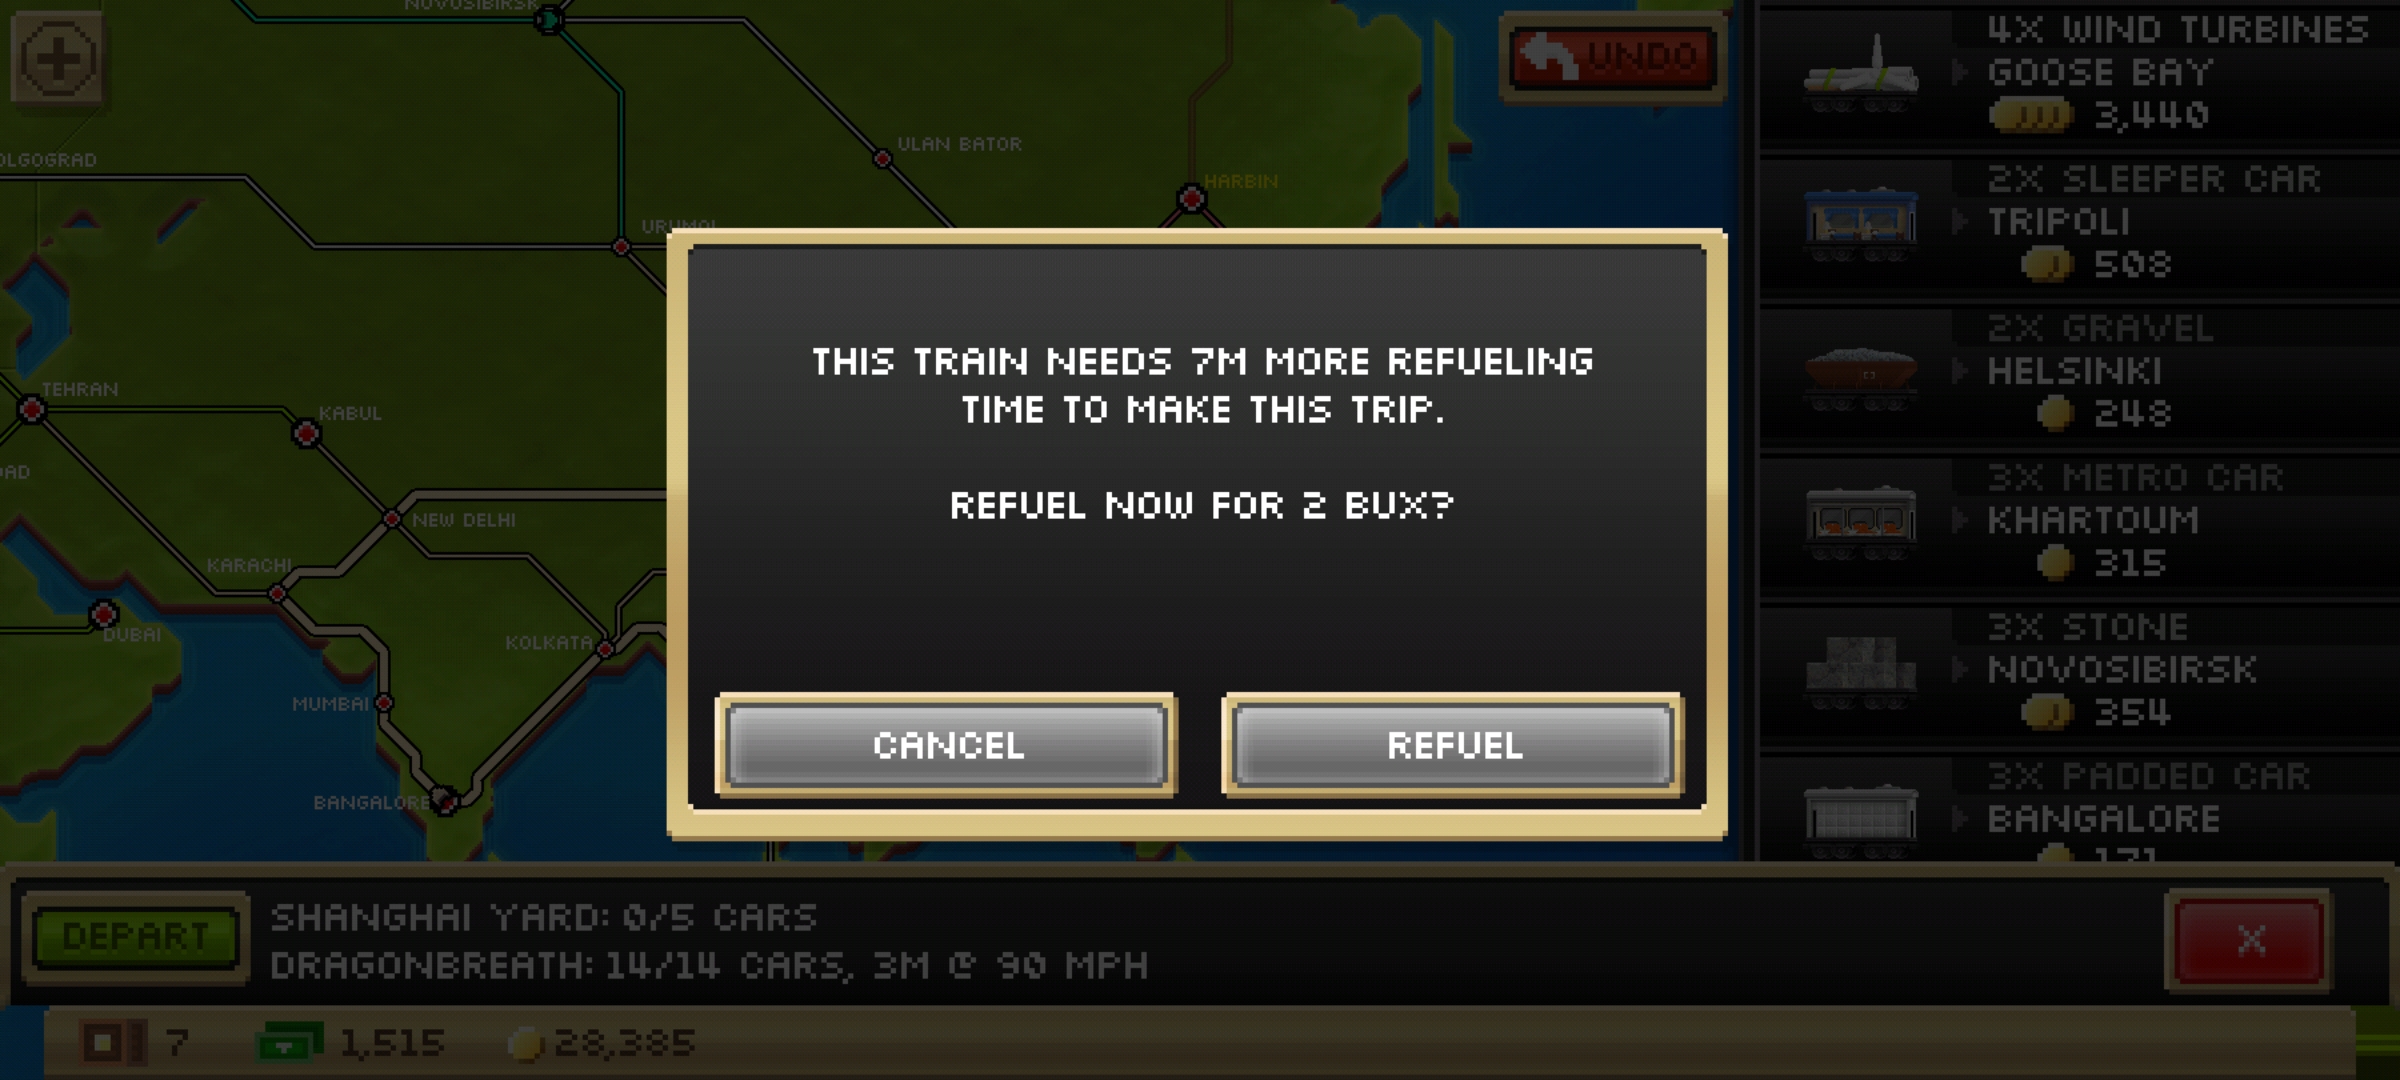 NOVOSIBIRSK
UNDO
4X WIND TURBINES
GOOSE BAY
3,440
ULAN BATOR
OLGOGRAD
HARBIN
2X SLEEPER CAR
TRIPOLI
508
URUMQI
THIS TRAIN NEEDS 7M MORE REFUELING
TIME TO MAKE THIS TRIP.
REFUEL NOW FOR 2 BUX?
2X GRAVEL
HELSINKI
248
TEHRAN
KABUL
OAD
3X METRO CAR
KHARTOUM
315
NEW DELHI
KARACHI
DUBAI
KOLKATA
3X STONE
NOVOSIBIRSK
354
MUMBAI
CANCEL
REFUEL
BANGALORE
3X PADDED CAR
BANGALORE
171
DEPART
SHANGHAI YARD: 0/5 CARS
DRAGONBREATH: 14/14 CARS, 3M @ 90 MPH
X
7
1,515
28,385